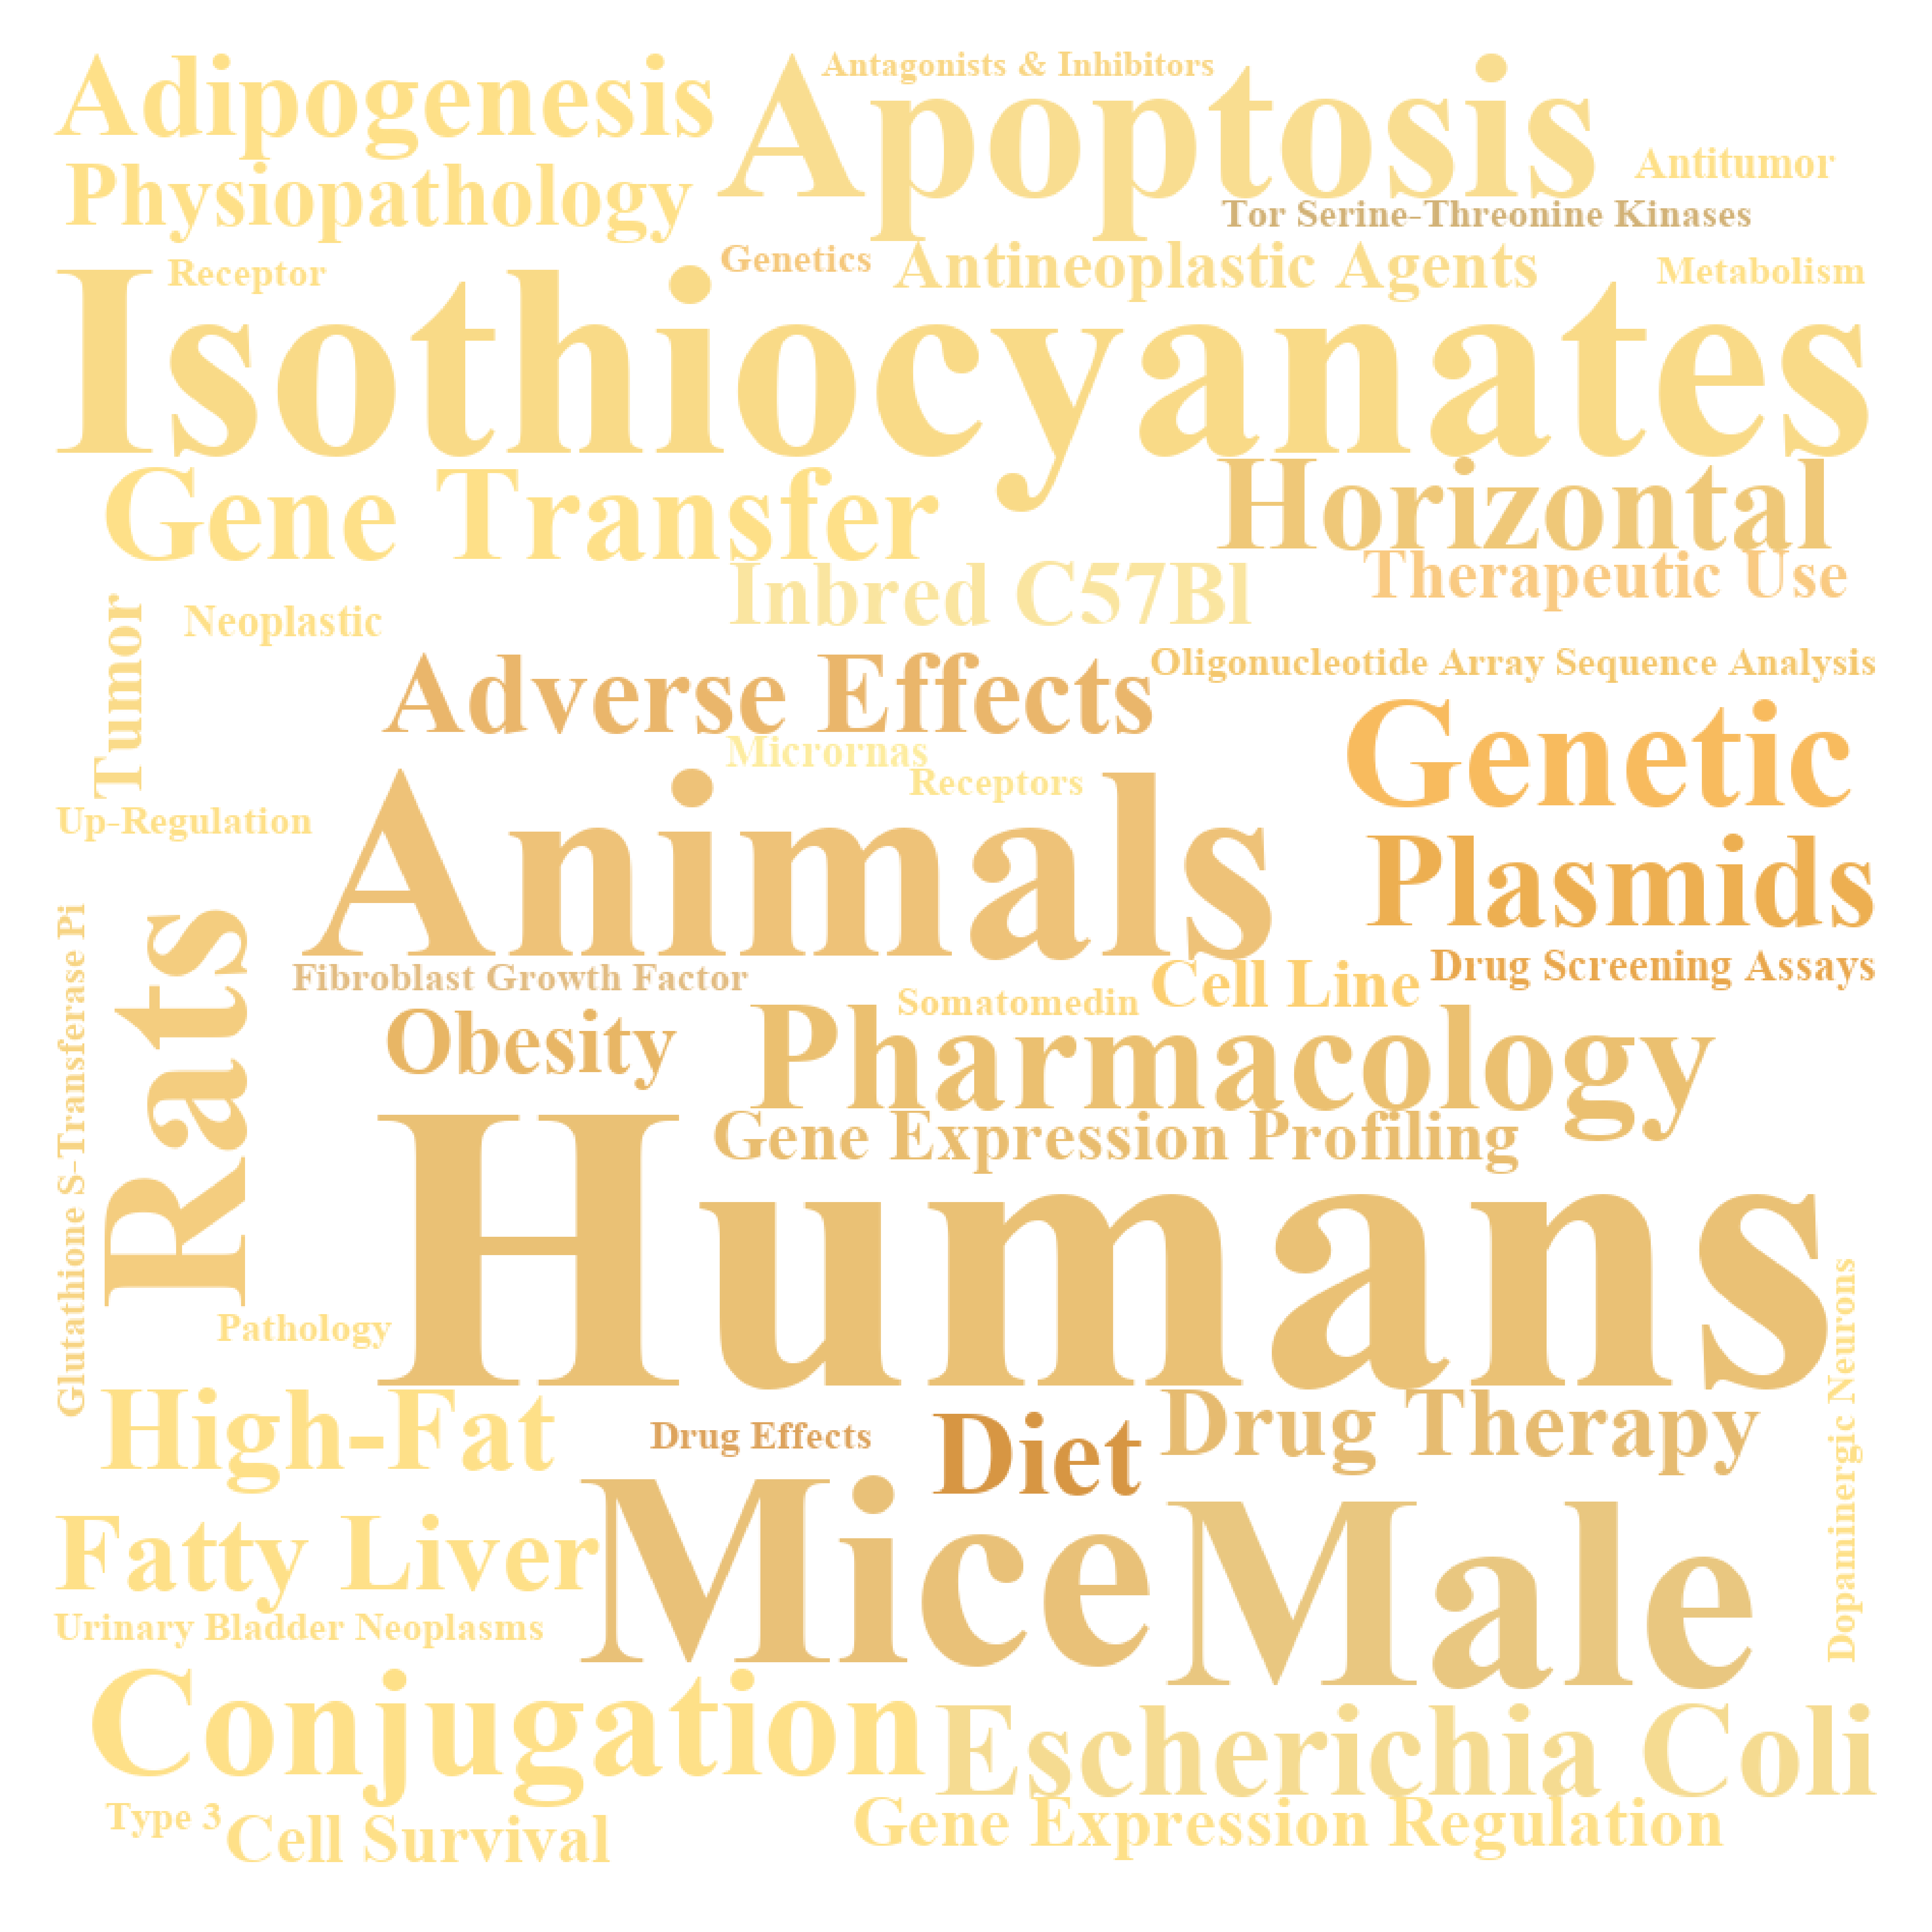 Adipogenesis
Antagonists & Inhibitors
Apoptosis
Physiopathology
Antitumor
Tor Serine-Threonine Kinases
Receptor
Genetics
Antineoplastic Agents
Metabolism
Isothiocyanates
Gene Transfer
Horizontal
Inbred C57Bl
Therapeutic Use
Tumor
Neoplastic
Adverse Effects
Oligonucleotide Array Sequence Analysis
Micrornas
Genetic
Receptors
Up-Regulation
Animals
Plasmids
Rats
Glutathione S-Transferase Pi
Fibroblast Growth Factor
Somatomedin
Cell Line
Drug Screening Assays
Obesity
Pharmacology
Gene Expression Profiling
Humans
Pathology
Dopaminergic Neurons
High-Fat
Drug Effects
Diet
Drug Therapy
Fatty Liver
Mice
Male
Urinary Bladder Neoplasms
Conjugation
Escherichia Coli
Type 3
Cell Survival
Gene Expression Regulation